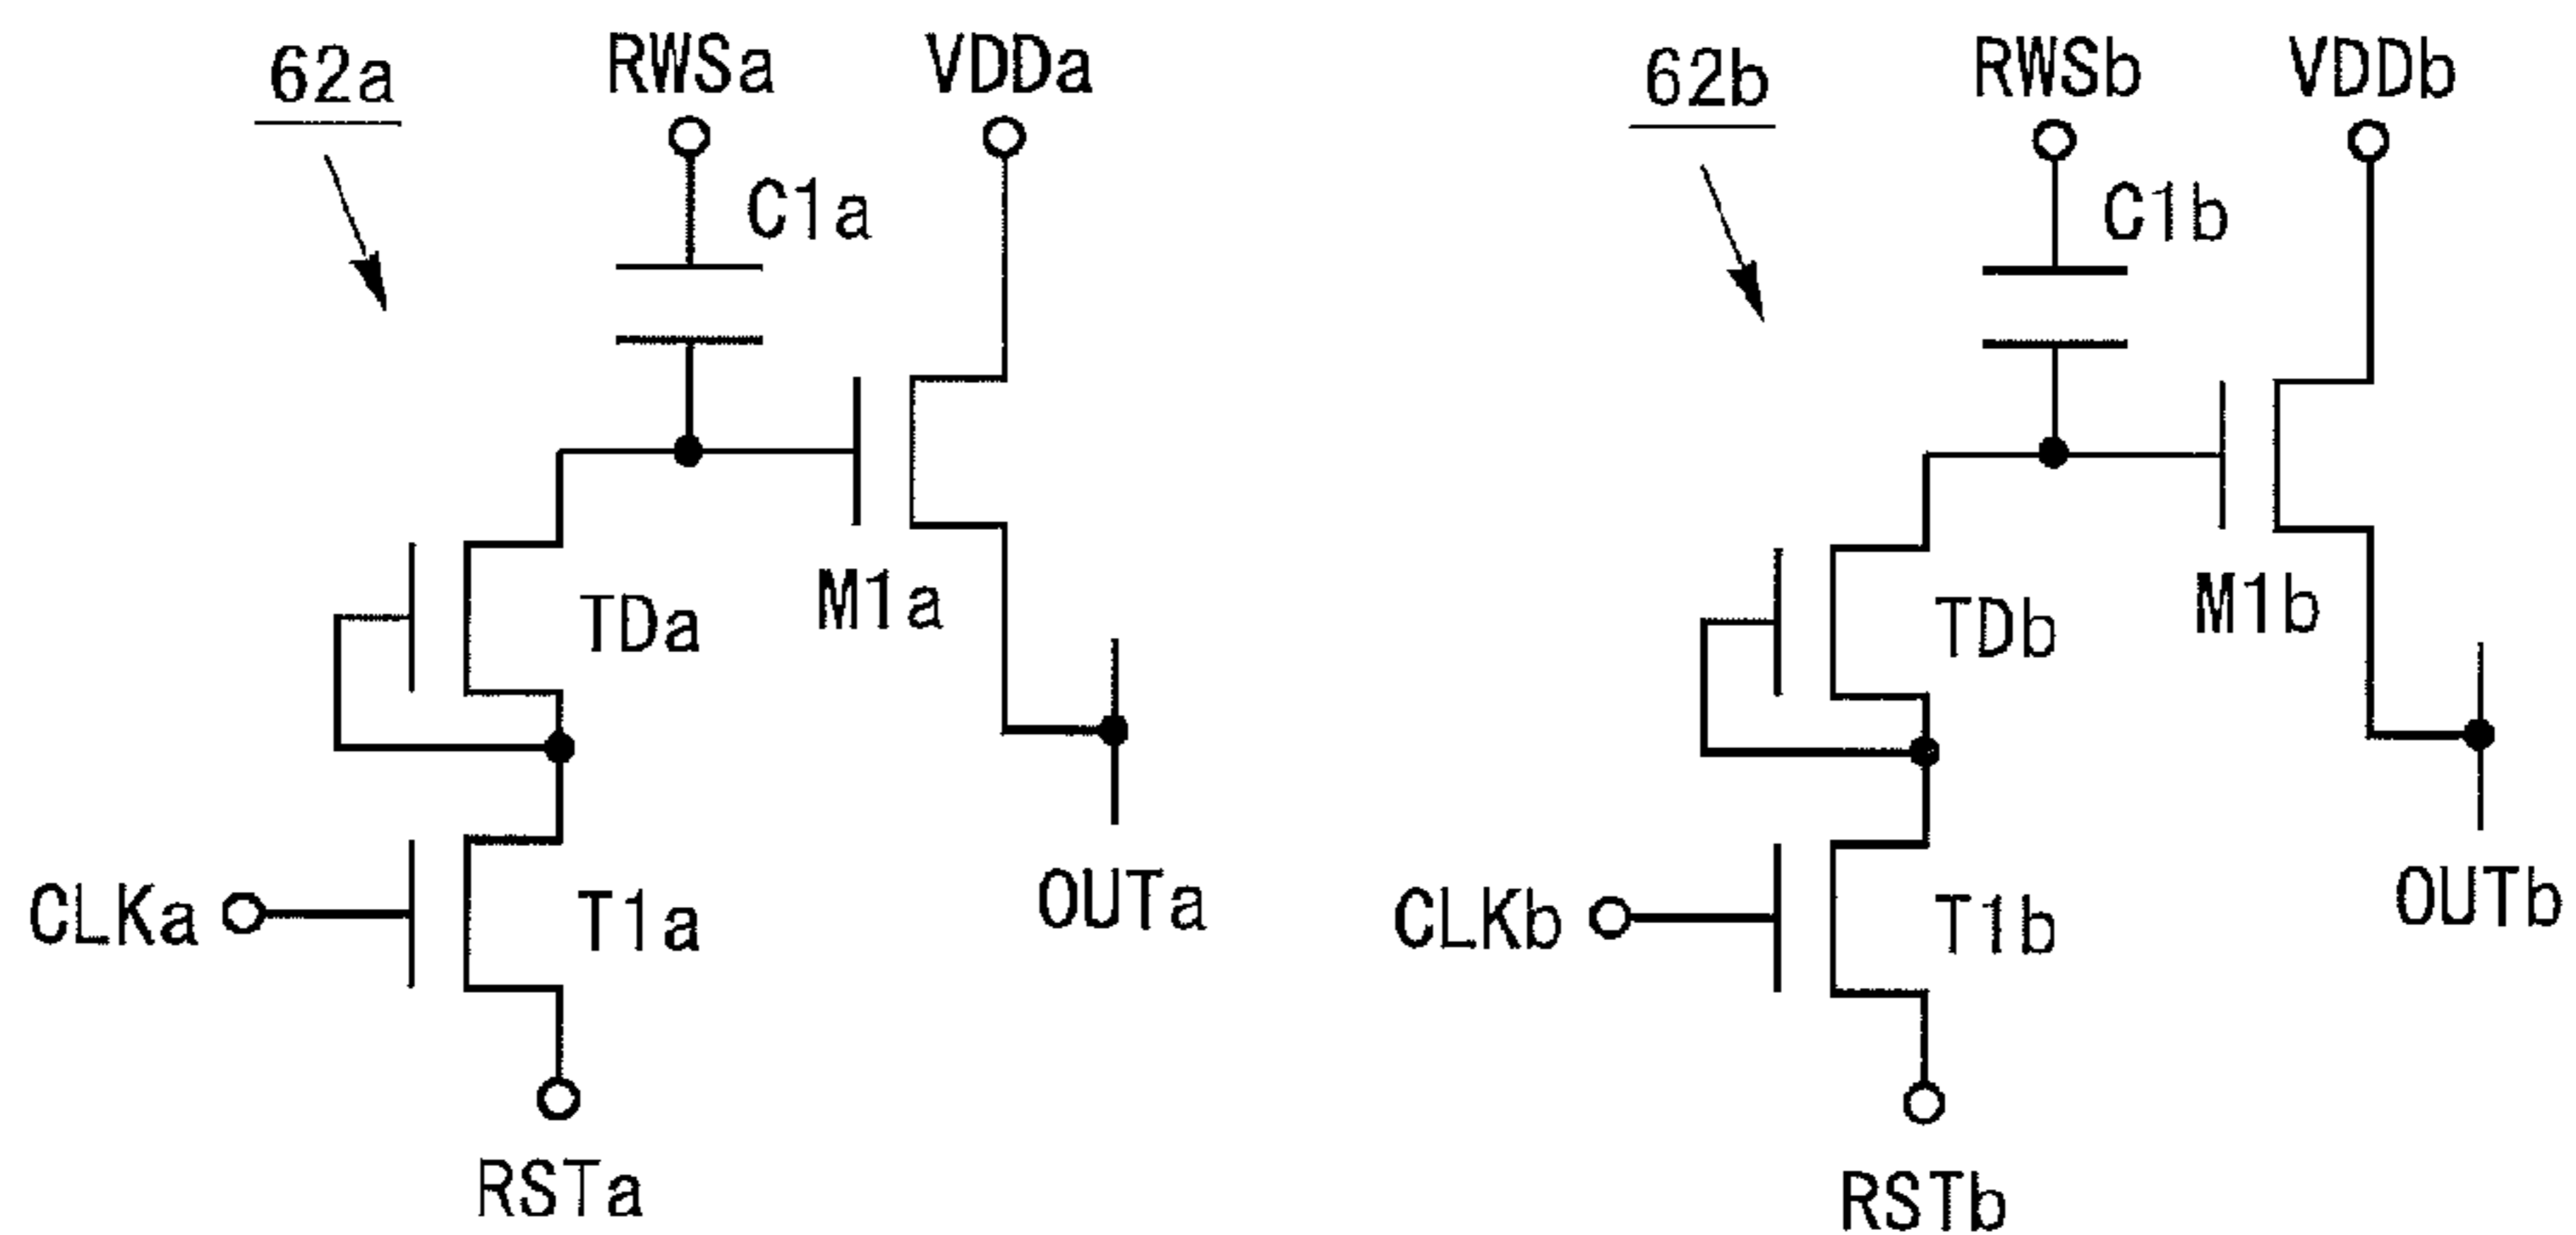 62a
RWSa
VDDa
C1a
TDa
M1a
CLKa
T1a
OUTa
RSTa
62b
RWSb
VDDb
C1b
TDb
M1b
CLKb
T1b
OUTb
RSTb